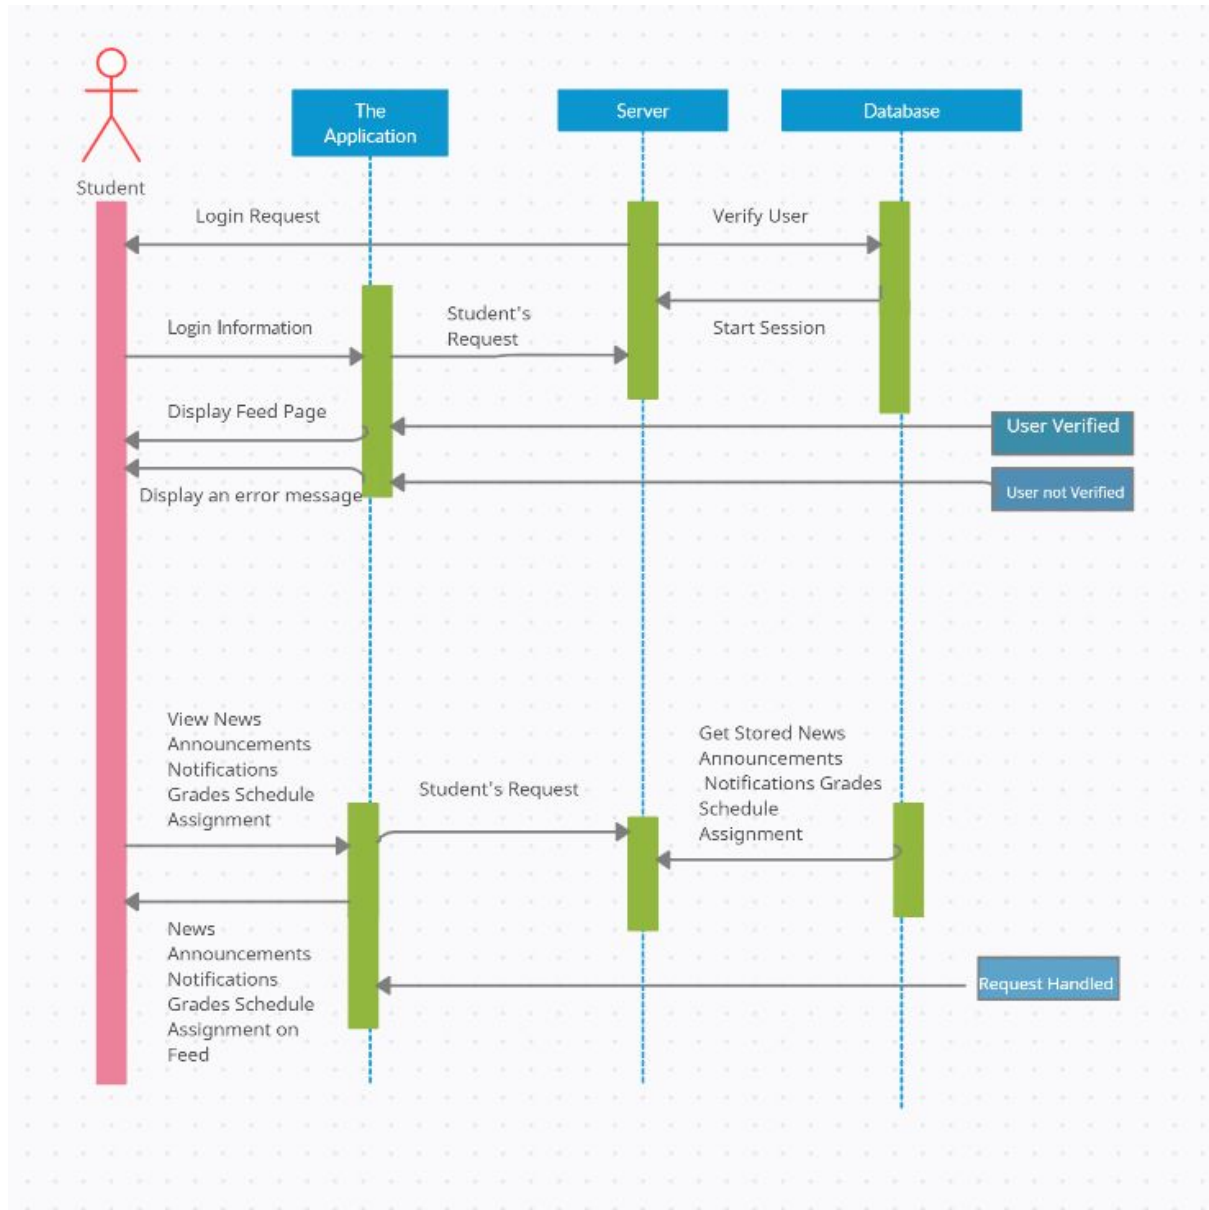 The
Application
Server
Database
Student
Login Request
Verify User
Login Information
Student's
Request
Start Session
Display Feed Page
User Verified
Display an error message
User not Verified
View News
Announcements
Notifications
Grades Schedule
Assignment
Student's Request
Get Stored News
Announcements
Notifications Grades
Schedule
Assignment
News
Announcements
Notifications
Grades Schedule
Assignment on
Feed
Request Handled